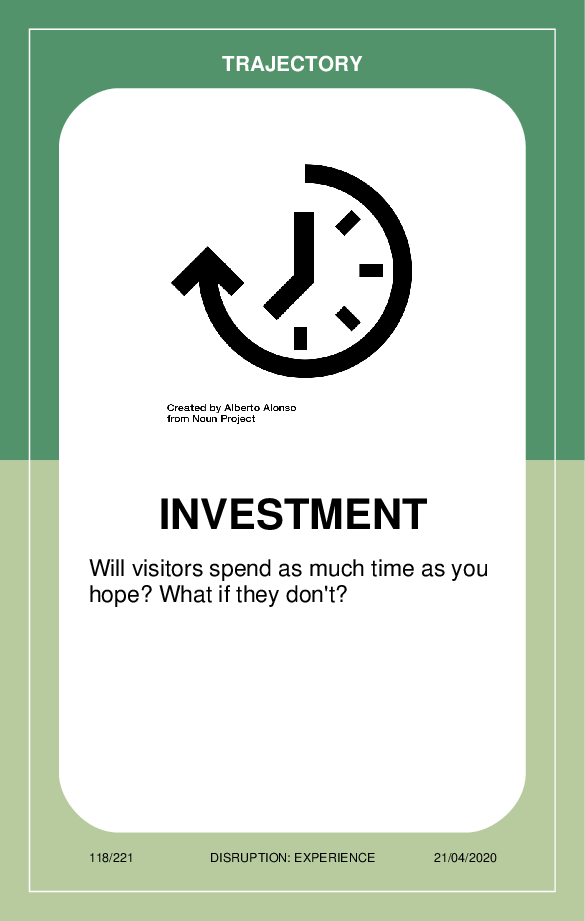 TRAJECTORY
Created by Alberto Alonso
from Noun Project
INVESTMENT
Will visitors spend as much time as you
hope? What if they don't?
118/221 DISRUPTION: EXPERIENCE 21/04/2020